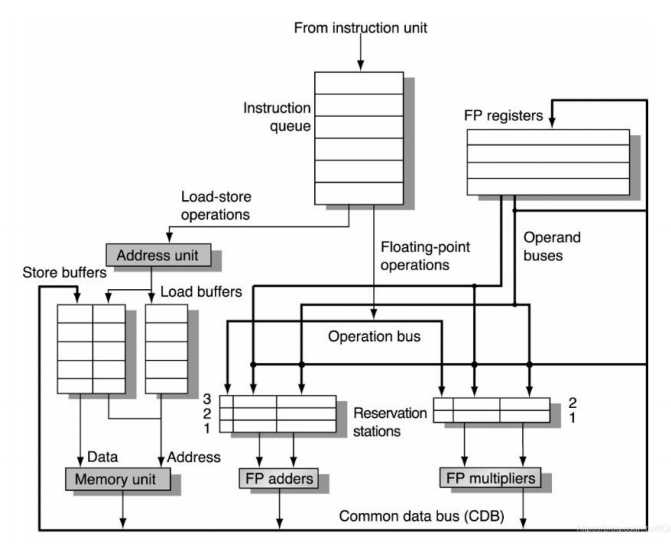 From instruction unit
Instruction
queue
FP registers
Load-store
operations
Address unit
Floating-point
operations
Operand
buses
Store buffers
Load buffers
Operation bus
3
2
1
Reservation
stations
2
1
Data
Address
Memory unit
FP adders
FP multipliers
Common data bus (CDB)